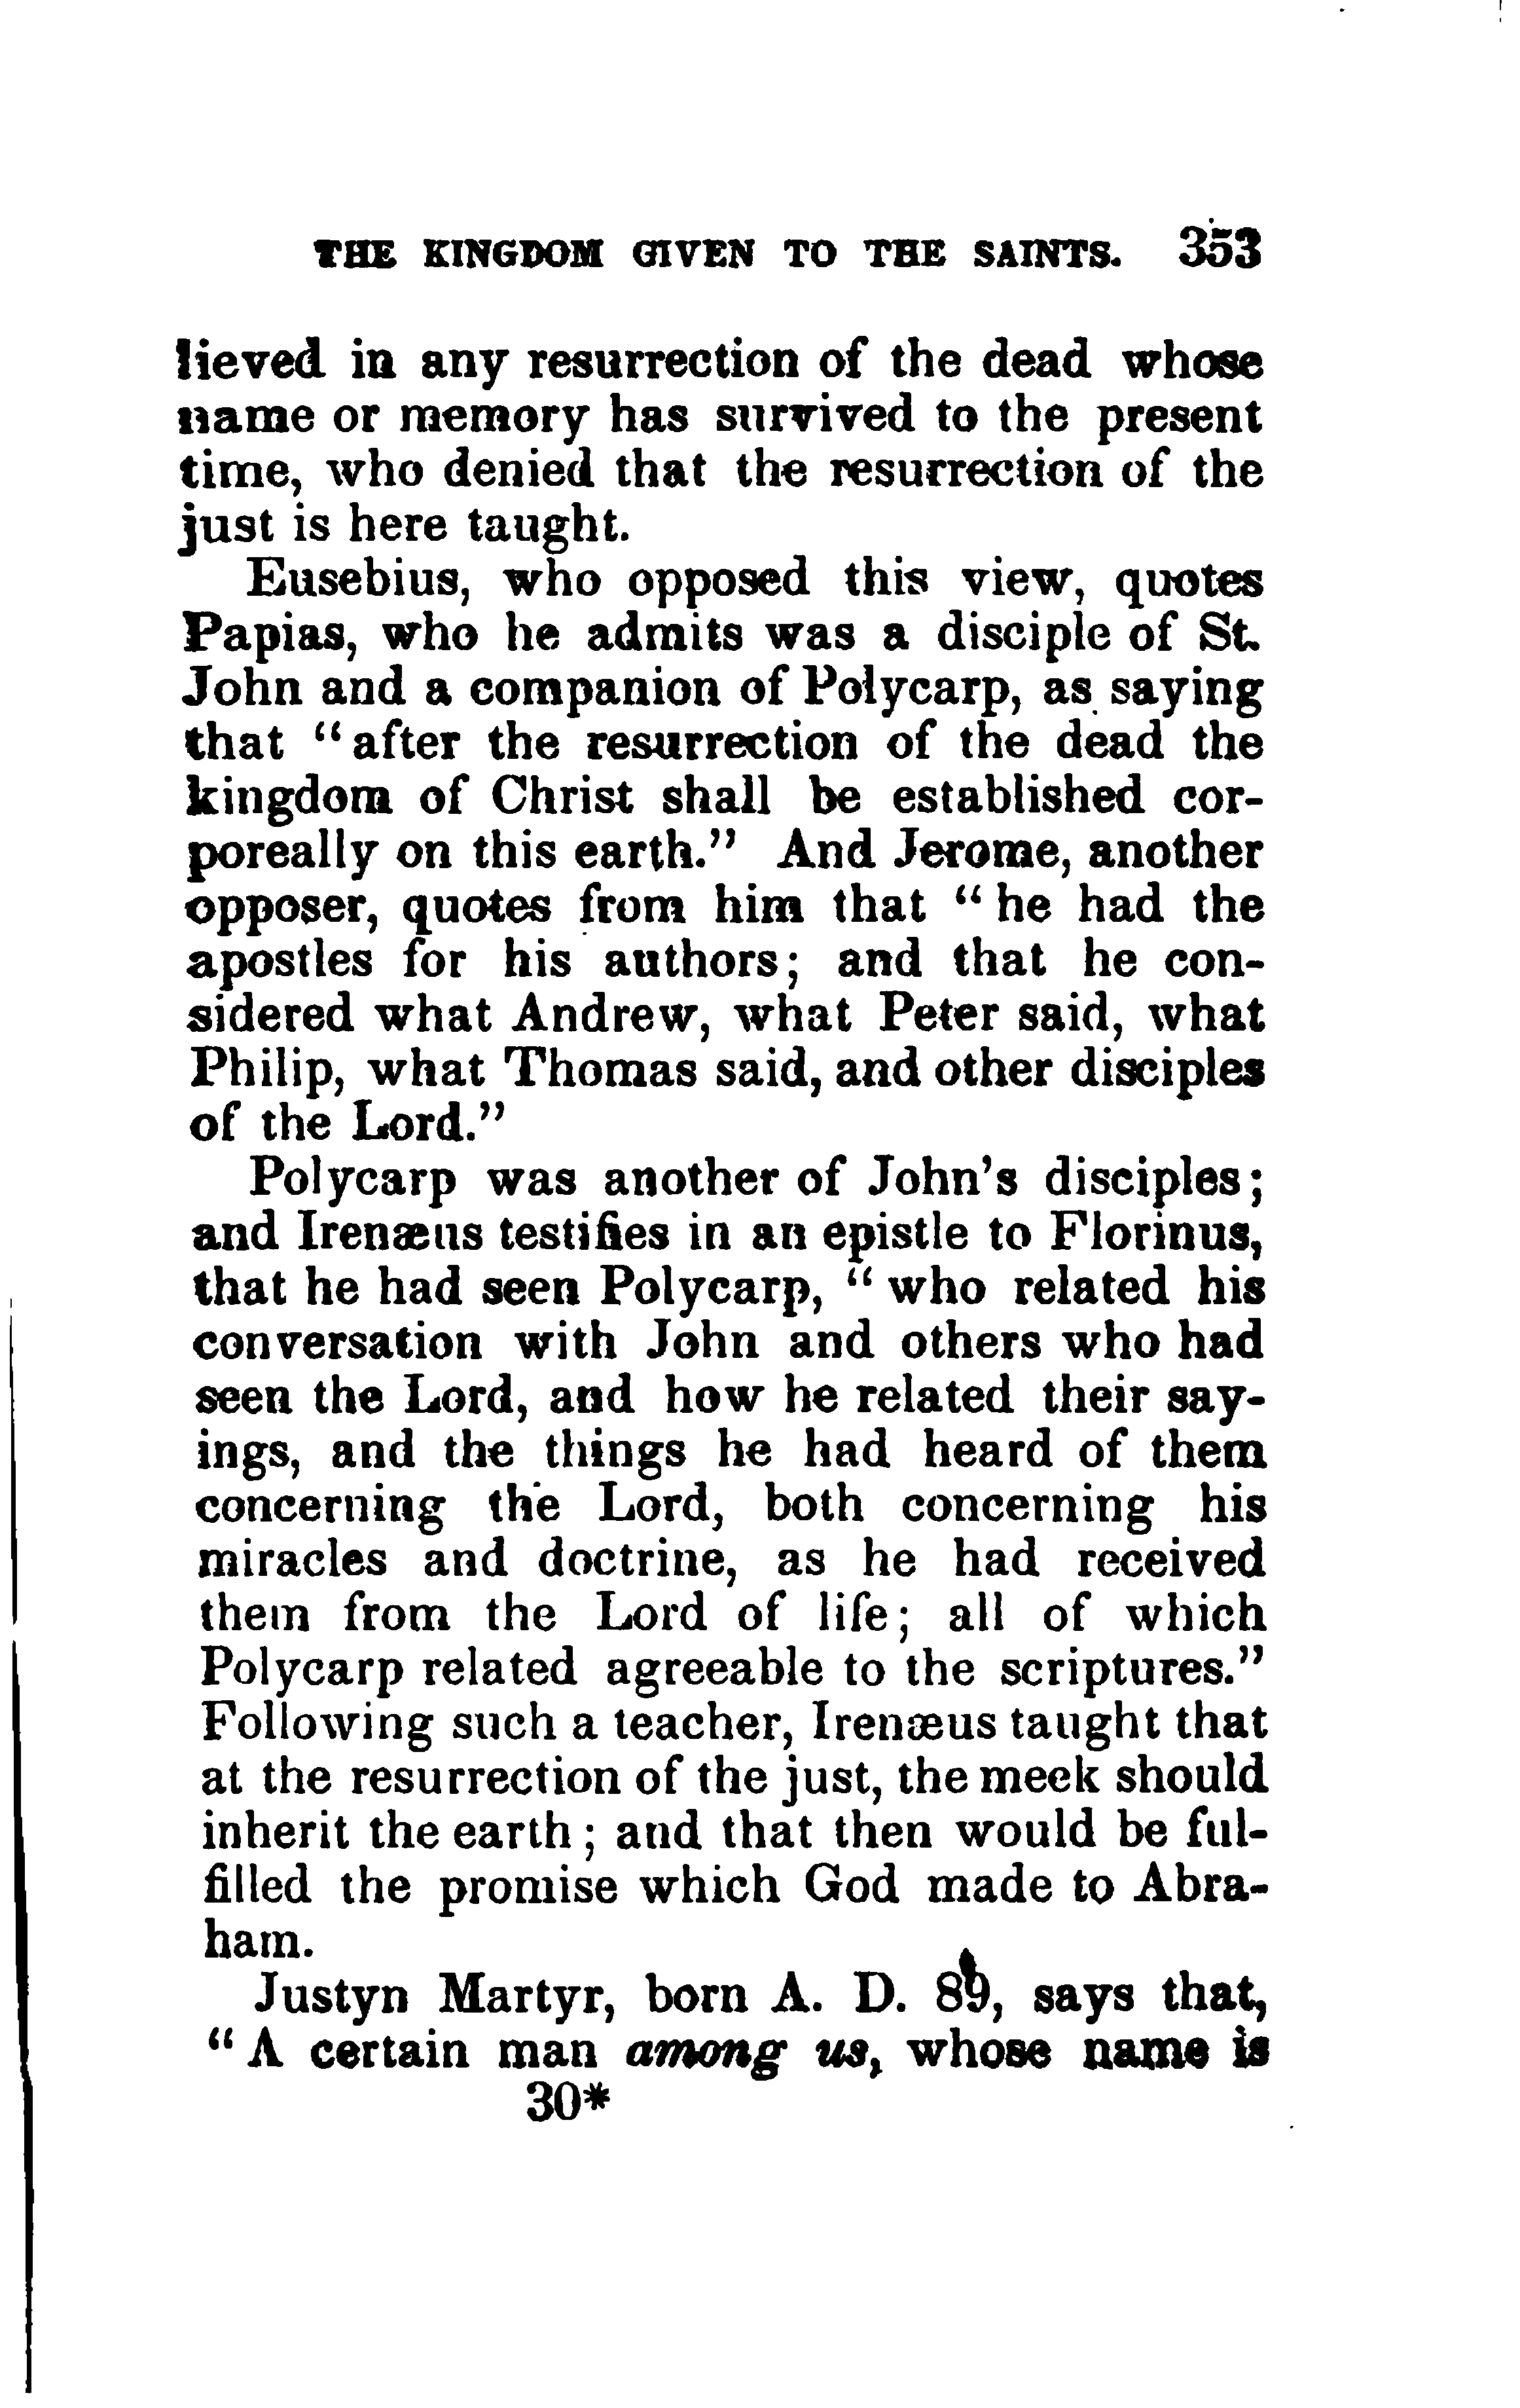 THE KINGDOM GIVEN TO THE SAINTS. 353
lieved in any resurrection of the dead whose
name or memory has survived to the present
time, who denied that the resurrection of the
just is here taught.
Eusebius, who opposed this view, quotes
Papias, who he admits was a disciple of St.
John and a companion of Polycarp, as saying
that "after the resurrection of the dead the
kingdom of Christ shall be established cor-
poreally on this earth." And Jerome, another
opposer, quotes from him that "he had the
apostles for his authors; and that he con-
sidered what Andrew, what Peter said, what
Philip, what Thomas said, and other disciples
of the Lord."
Polycarp was another of John's disciples;
and Irenæus testifies in an epistle to Florinus,
that he had seen Polycarp, "who related his
conversation with John and others who had
seen the Lord, and how he related their say-
ings, and the things he had heard of them
concerning the Lord, both concerning his
miracles and doctrine, as he had received
them from the Lord of life; all of which
Polycarp related agreeable to the scriptures."
Following such a teacher, Irenæus taught that
at the resurrection of the just, the meek should
inherit the earth; and that then would be ful-
filled the promise which God made to Abra-
ham.
Justyn Martyr, born A. D. 89, says that,
"A certain man among us, whose name is
30*